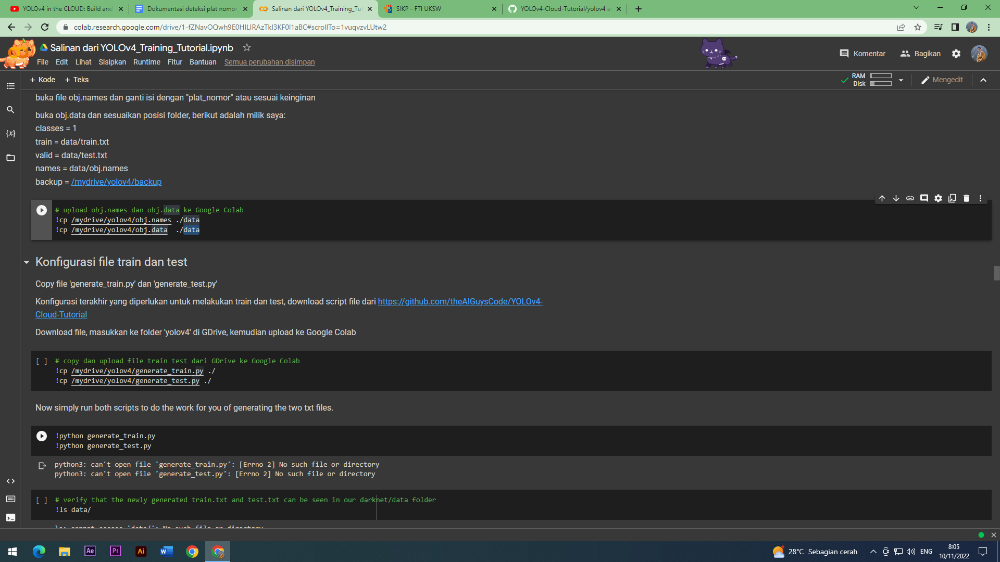 YOLOv4 in the CLOUD: Build and
Dokumentasi deteksi plat nomor
Salinan dari YOLOv4_Training_Tut
SIKP - FTI UKSW
YOLOv4-Cloud-Tutorial/yolov4 at
colab.research.google.com/drive/1-fZNavOQwh9E0HILIRAzTkI3KF0I1aBC#scrollTo=1vuqvzvLUtw2
Salinan dari YOLOv4_Training_Tutorial.ipynb
File Edit Lihat Sisipkan Runtime Fitur Bantuan Semua perubahan disimpan
Komentar
Bagikan
+ Kode + Teks
RAM
Disk
Mengedit
buka file obj.names dan ganti isi dengan "plat_nomor" atau sesuai keinginan
buka obj.data dan sesuaikan posisi folder, berikut adalah milik saya:
classes = 1
train = data/train.txt
valid = data/test.txt
names = data/obj.names
backup = /mydrive/yolov4/backup
# upload obj.names dan obj.data ke Google Colab
!cp /mydrive/yolov4/obj.names ./data
!cp /mydrive/yolov4/obj.data  ./data
Konfigurasi file train dan test
Copy file 'generate_train.py' dan 'generate_test.py'
Konfigurasi terakhir yang diperlukan untuk melakukan train dan test, download script file dari https://github.com/theAIGuysCode/YOLOv4-
Cloud-Tutorial
Download file, masukkan ke folder 'yolov4' di GDrive, kemudian upload ke Google Colab
[ ] # copy dan upload file train test dari GDrive ke Google Colab
!cp /mydrive/yolov4/generate_train.py ./
!cp /mydrive/yolov4/generate_test.py ./
Now simply run both scripts to do the work for you of generating the two txt files.
!python generate_train.py
!python generate_test.py
python3: can't open file 'generate_train.py': [Errno 2] No such file or directory
python3: can't open file 'generate_test.py': [Errno 2] No such file or directory
[ ] # verify that the newly generated train.txt and test.txt can be seen in our darknet/data folder
!ls data/
ls: cannot access 'data/': No such file or directory
28°C Sebagian cerah
ENG
8:05
10/11/2022